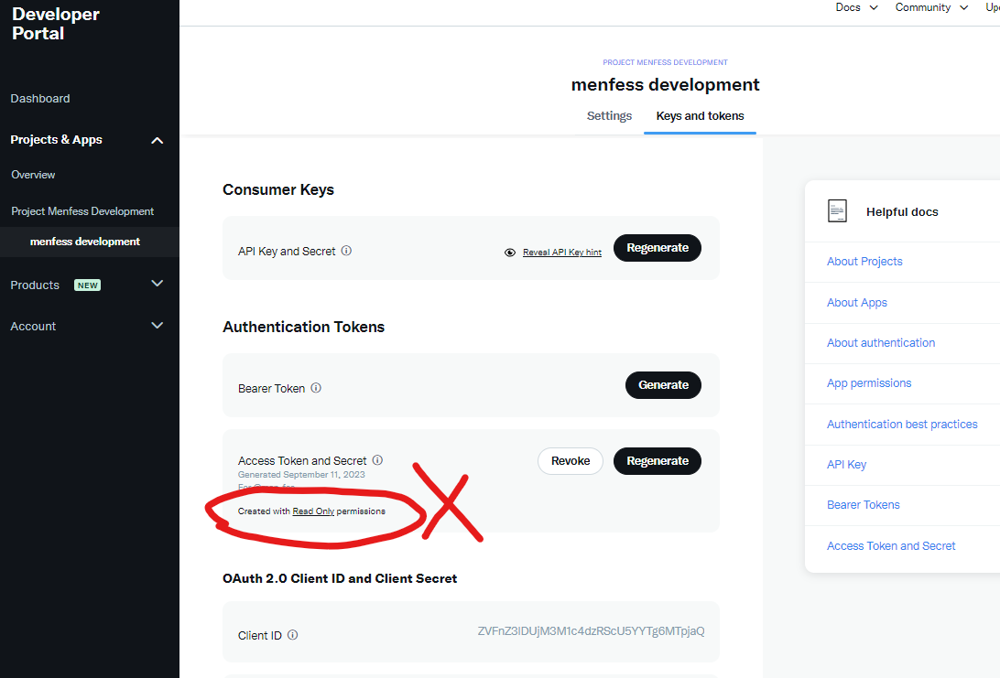 Developer
Portal
Docs
Community
Dashboard
Projects & Apps
Overview
Project Menfess Development
menfess development
Products NEW
Account
PROJECT MENFESS DEVELOPMENT
menfess development
Settings Keys and tokens
Consumer Keys
API Key and Secret Reveal API Key hint Regenerate
Authentication Tokens
Bearer Token Generate
Access Token and Secret Revoke Regenerate
Generated September 11, 2023
For
Created with Read Only permissions
OAuth 2.0 Client ID and Client Secret
Client ID
Helpful docs
About Projects
About Apps
About authentication
App permissions
Authentication best practices
API Key
Bearer Tokens
Access Token and Secret